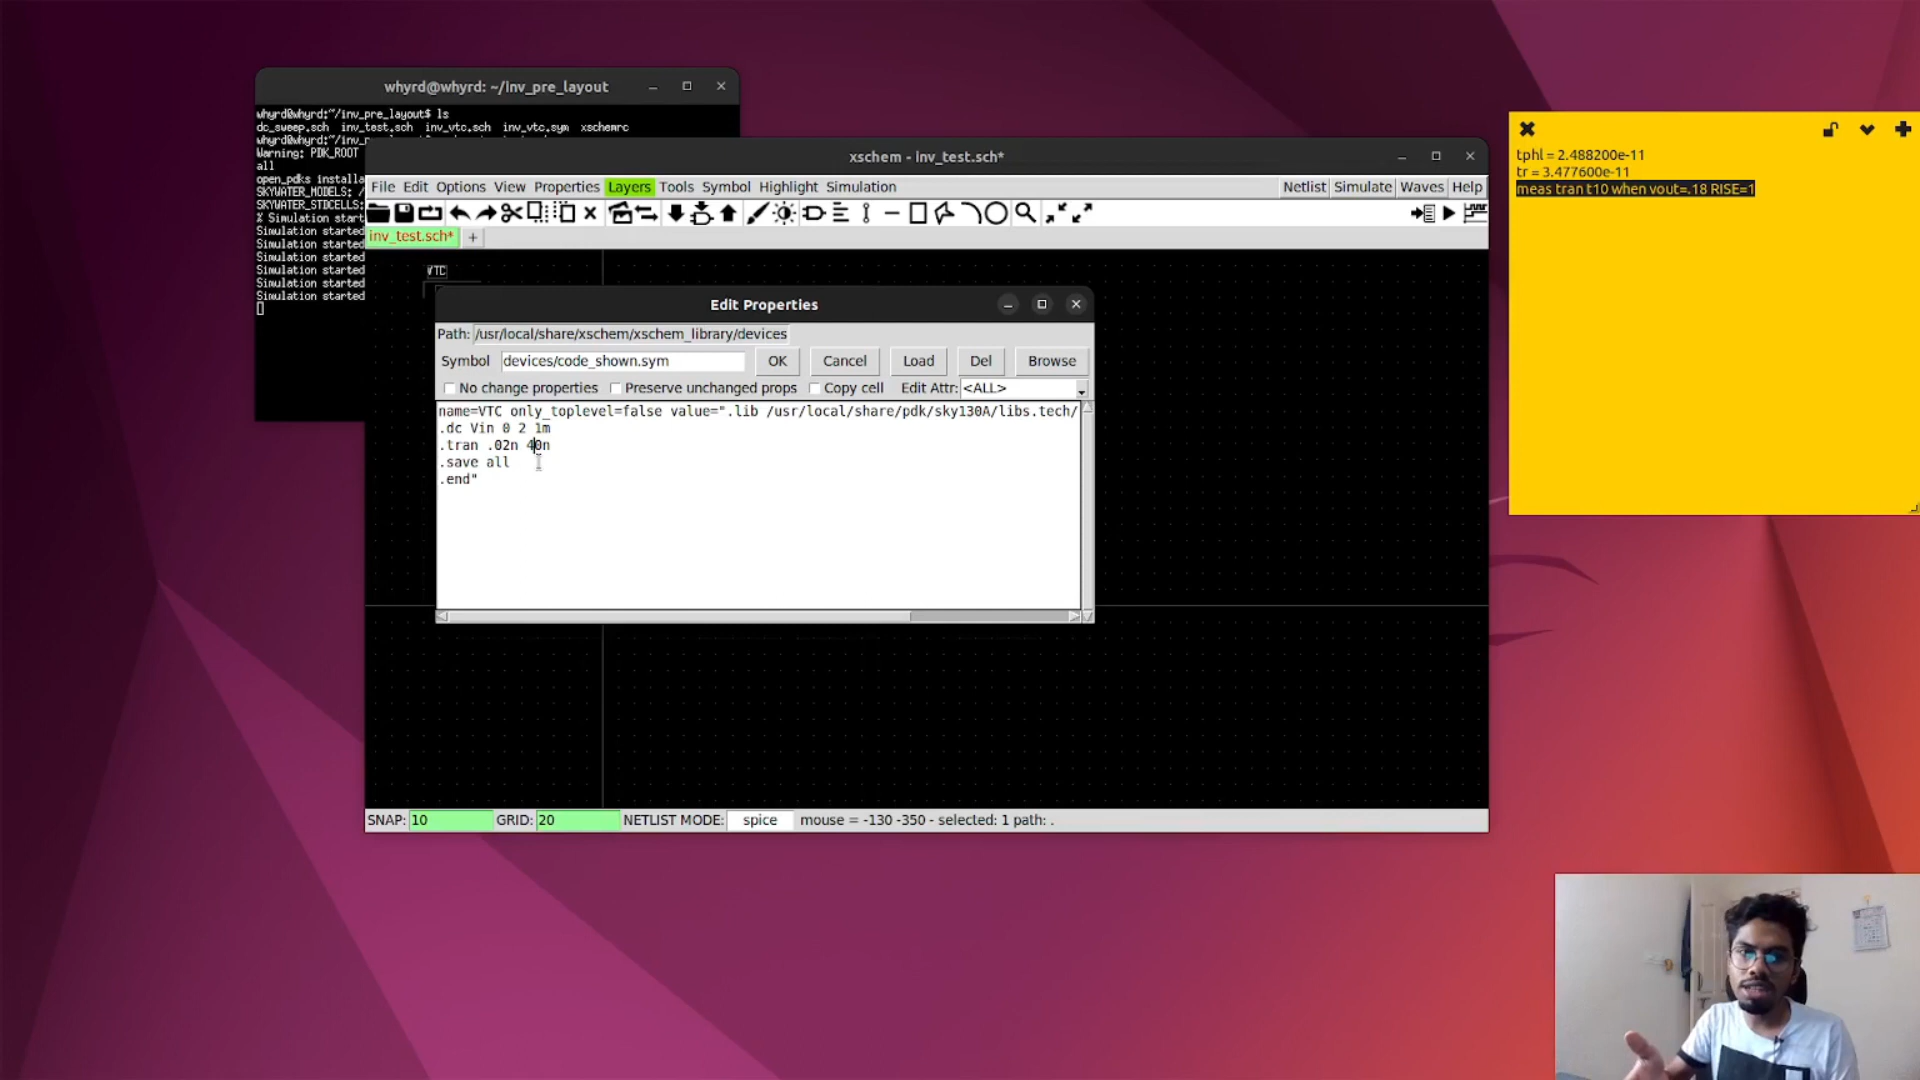 whyrd@whyrd: ~/inv_pre_layout
whyrd@whyrd:~/inv_pre_layout$ ls
dc_sweep.sch inv_test.sch inv_vtc.sch inv_vtc.sym xschemrc
Warning: PDK_ROOT
all
open_pdks installa
SKYWATER_MODELS: /
SKYWATER_STDCELLS:
% Simulation start
Simulation started
Simulation started
Simulation started
Simulation started
Simulation started
Simulation started
xschem - inv_test.sch*
File Edit Options View Properties Layers Tools Symbol Highlight Simulation Netlist Simulate Waves Help
inv_test.sch* +
VTC
Edit Properties
Path: /usr/local/share/xschem/xschem_library/devices
Symbol devices/code_shown.sym OK Cancel Load Del Browse
No change properties Preserve unchanged props Copy cell Edit Attr: <ALL>
name=VTC only_toplevel=false value=".lib /usr/local/share/pdk/sky130A/libs.tech/
.dc Vin 0 2 1m
.tran .02n 40n
.save all
.end"
SNAP: 10 GRID: 20 NETLIST MODE: spice mouse = -130 -350 - selected: 1 path: .
tphl = 2.488200e-11
tr = 3.477600e-11
meas tran t10 when vout=.18 RISE=1